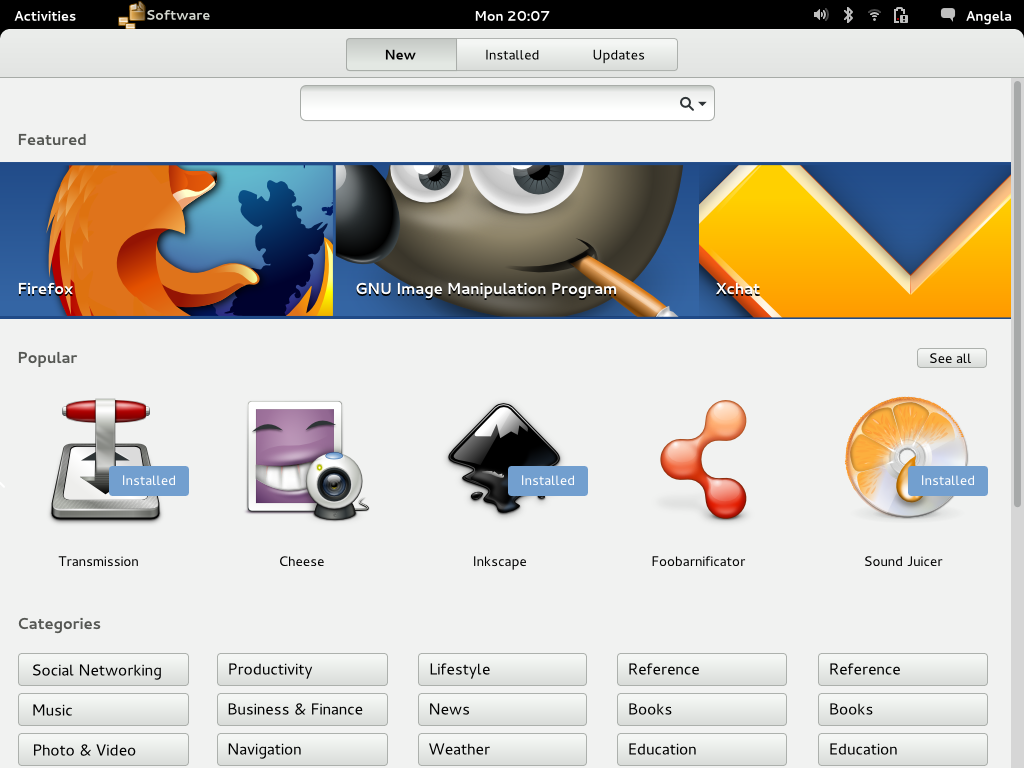 Activities Software Mon 20:07 Angela
New Installed Updates
Featured
Firefox GNU Image Manipulation Program Xchat
Popular See all
Installed Installed Installed
Transmission Cheese Inkscape Foobarnificator Sound Juicer
Categories
Social Networking Productivity Lifestyle Reference Reference
Music Business & Finance News Books Books
Photo & Video Navigation Weather Education Education